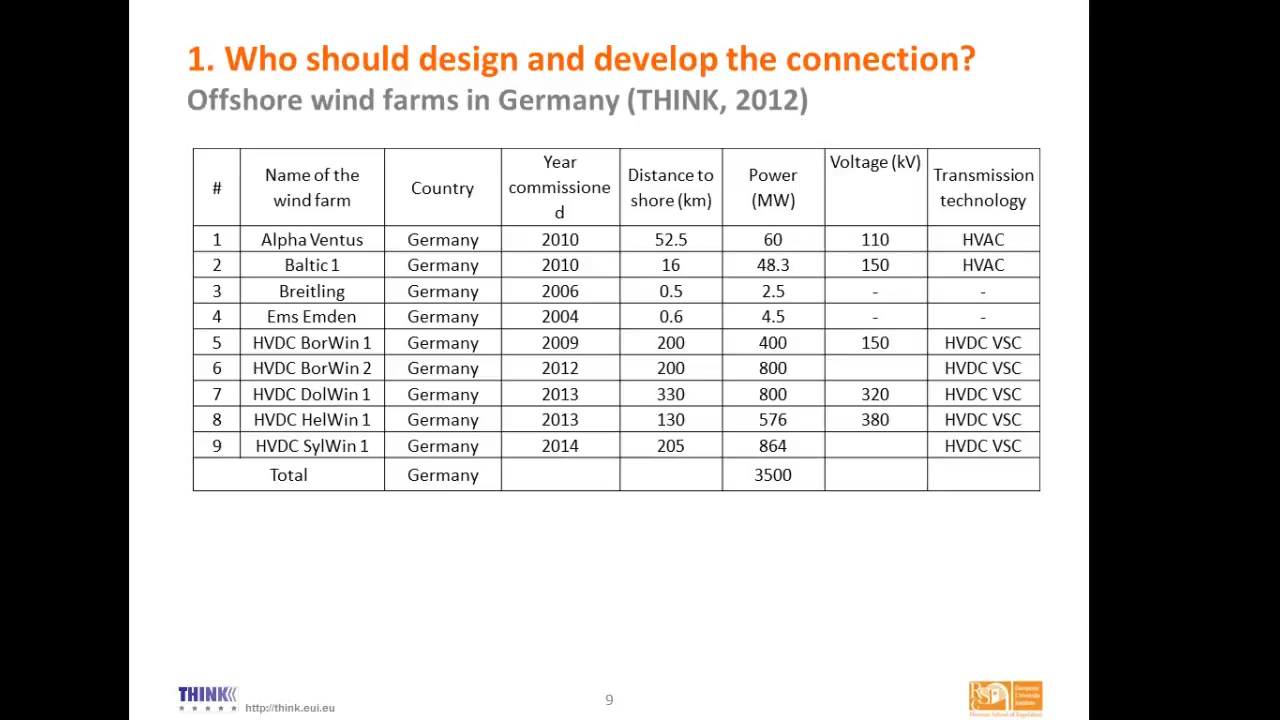 1. Who should design and develop the connection?
Offshore wind farms in Germany (THINK, 2012)
# Name of the wind farm Country Year commissione d Distance to shore (km) Power (MW) Voltage (kV) Transmission technology
1 Alpha Ventus Germany 2010 52.5 60 110 HVAC
2 Baltic 1 Germany 2010 16 48.3 150 HVAC
3 Breitling Germany 2006 0.5 2.5 - -
4 Ems Emden Germany 2004 0.6 4.5 - -
5 HVDC BorWin 1 Germany 2009 200 400 150 HVDC VSC
6 HVDC BorWin 2 Germany 2012 200 800 HVDC VSC
7 HVDC DolWin 1 Germany 2013 330 800 320 HVDC VSC
8 HVDC HelWin 1 Germany 2013 130 576 380 HVDC VSC
9 HVDC SylWin 1 Germany 2014 205 864 HVDC VSC
Total Germany 3500
THINK
http://think.eui.eu
9